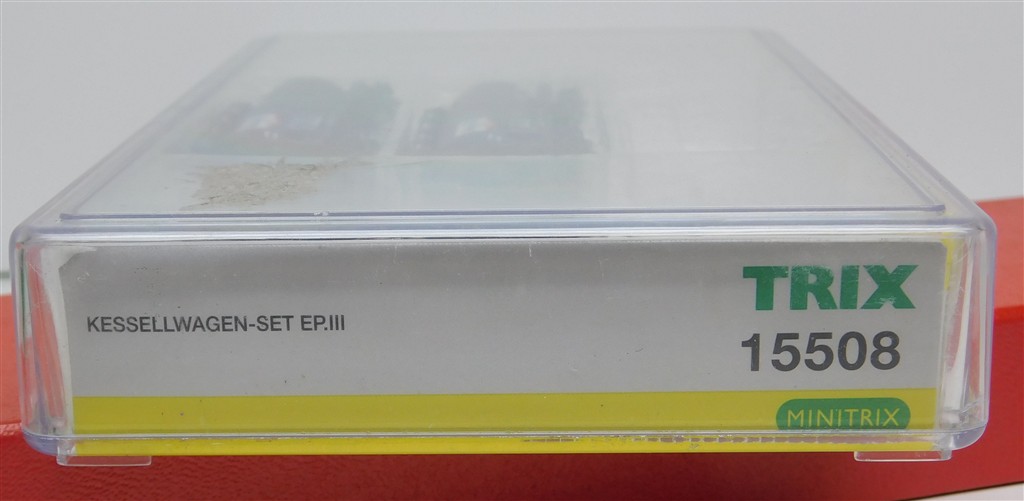 TRIX
KESSELLWAGEN-SET EP.III
15508
MINITRIX